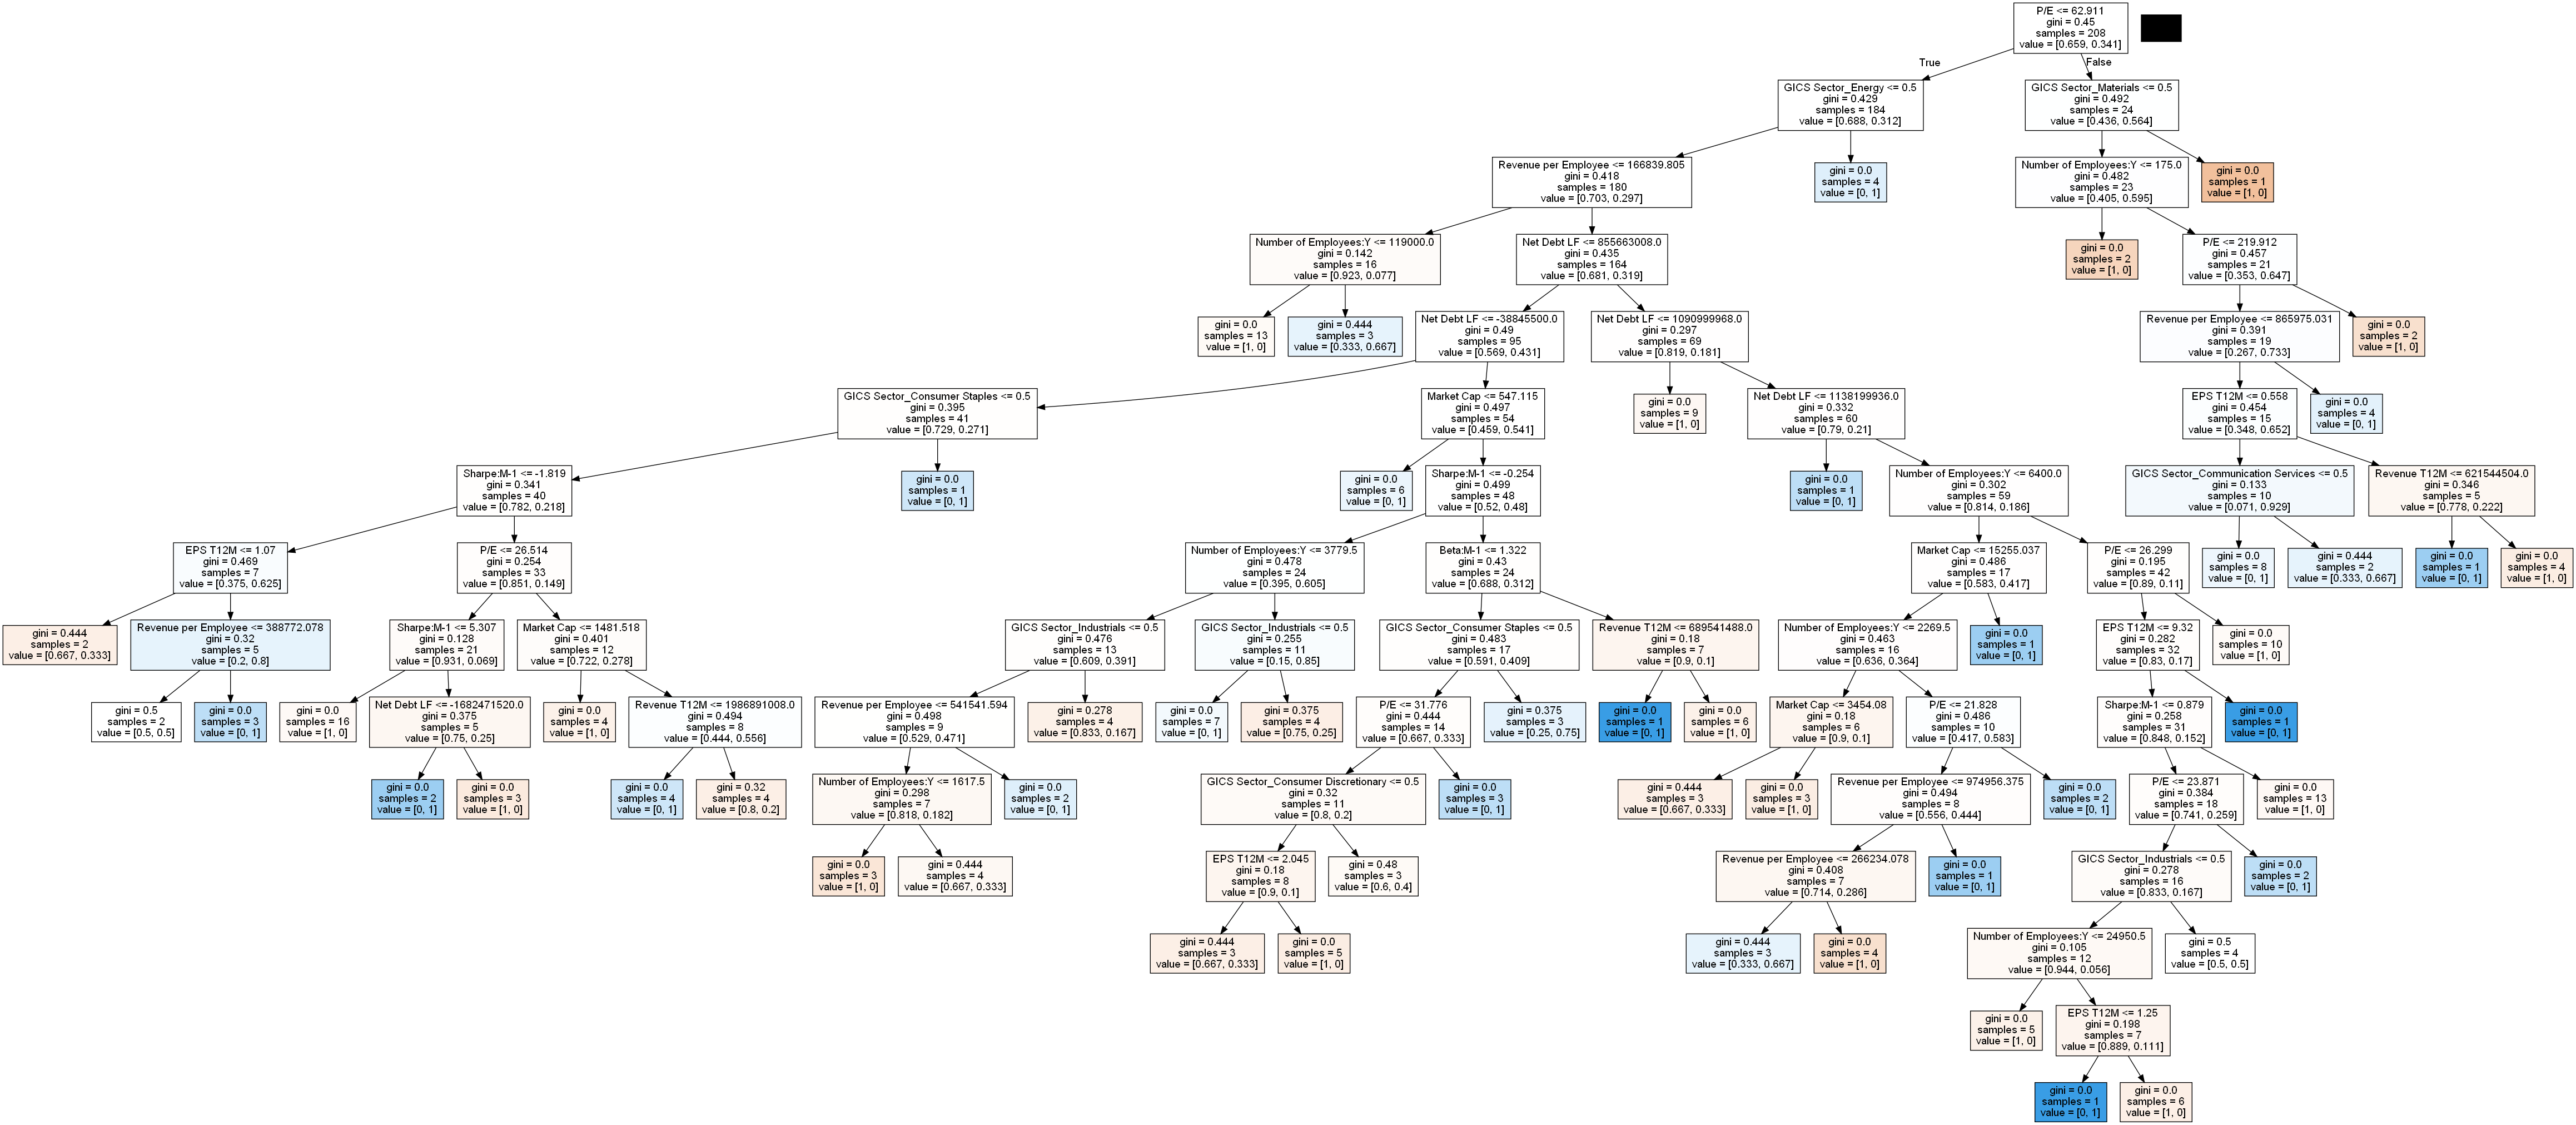 P/E <= 62.911
gini = 0.45
samples = 208
value = [0.659, 0.341]
True
False
GICS Sector_Energy <= 0.5
gini = 0.429
samples = 184
value = [0.688, 0.312]
GICS Sector_Materials <= 0.5
gini = 0.492
samples = 24
value = [0.436, 0.564]
Revenue per Employee <= 166839.805
gini = 0.418
samples = 180
value = [0.703, 0.297]
gini = 0.0
samples = 4
value = [0, 1]
Number of Employees:Y <= 175.0
gini = 0.482
samples = 23
value = [0.405, 0.595]
gini = 0.0
samples = 1
value = [1, 0]
Number of Employees:Y <= 119000.0
gini = 0.142
samples = 16
value = [0.923, 0.077]
Net Debt LF <= 855663008.0
gini = 0.435
samples = 164
value = [0.681, 0.319]
gini = 0.0
samples = 2
value = [1, 0]
P/E <= 219.912
gini = 0.457
samples = 21
value = [0.353, 0.647]
gini = 0.0
samples = 13
value = [1, 0]
gini = 0.444
samples = 3
value = [0.333, 0.667]
Net Debt LF <= -38845500.0
gini = 0.49
samples = 95
value = [0.569, 0.431]
Net Debt LF <= 1090999968.0
gini = 0.297
samples = 69
value = [0.819, 0.181]
Revenue per Employee <= 865975.031
gini = 0.391
samples = 19
value = [0.267, 0.733]
gini = 0.0
samples = 2
value = [1, 0]
GICS Sector_Consumer Staples <= 0.5
gini = 0.395
samples = 41
value = [0.729, 0.271]
Market Cap <= 547.115
gini = 0.497
samples = 54
value = [0.459, 0.541]
gini = 0.0
samples = 9
value = [1, 0]
Net Debt LF <= 1138199936.0
gini = 0.332
samples = 60
value = [0.79, 0.21]
EPS T12M <= 0.558
gini = 0.454
samples = 15
value = [0.348, 0.652]
gini = 0.0
samples = 4
value = [0, 1]
Sharpe:M-1 <= -1.819
gini = 0.341
samples = 40
value = [0.782, 0.218]
gini = 0.0
samples = 1
value = [0, 1]
gini = 0.0
samples = 6
value = [0, 1]
Sharpe:M-1 <= -0.254
gini = 0.499
samples = 48
value = [0.52, 0.48]
gini = 0.0
samples = 1
value = [0, 1]
Number of Employees:Y <= 6400.0
gini = 0.302
samples = 59
value = [0.814, 0.186]
GICS Sector_Communication Services <= 0.5
gini = 0.133
samples = 10
value = [0.071, 0.929]
Revenue T12M <= 621544504.0
gini = 0.346
samples = 5
value = [0.778, 0.222]
EPS T12M <= 1.07
gini = 0.469
samples = 7
value = [0.375, 0.625]
P/E <= 26.514
gini = 0.254
samples = 33
value = [0.851, 0.149]
Number of Employees:Y <= 3779.5
gini = 0.478
samples = 24
value = [0.395, 0.605]
Beta:M-1 <= 1.322
gini = 0.43
samples = 24
value = [0.688, 0.312]
Market Cap <= 15255.037
gini = 0.486
samples = 17
value = [0.583, 0.417]
P/E <= 26.299
gini = 0.195
samples = 42
value = [0.89, 0.11]
gini = 0.0
samples = 8
value = [0, 1]
gini = 0.444
samples = 2
value = [0.333, 0.667]
gini = 0.0
samples = 1
value = [0, 1]
gini = 0.0
samples = 4
value = [1, 0]
gini = 0.444
samples = 2
value = [0.667, 0.333]
Revenue per Employee <= 388772.078
gini = 0.32
samples = 5
value = [0.2, 0.8]
Sharpe:M-1 <= 5.307
gini = 0.128
samples = 21
value = [0.931, 0.069]
Market Cap <= 1481.518
gini = 0.401
samples = 12
value = [0.722, 0.278]
GICS Sector_Industrials <= 0.5
gini = 0.476
samples = 13
value = [0.609, 0.391]
GICS Sector_Industrials <= 0.5
gini = 0.255
samples = 11
value = [0.15, 0.85]
GICS Sector_Consumer Staples <= 0.5
gini = 0.483
samples = 17
value = [0.591, 0.409]
Revenue T12M <= 689541488.0
gini = 0.18
samples = 7
value = [0.9, 0.1]
Number of Employees:Y <= 2269.5
gini = 0.463
samples = 16
value = [0.636, 0.364]
gini = 0.0
samples = 1
value = [0, 1]
EPS T12M <= 9.32
gini = 0.282
samples = 32
value = [0.83, 0.17]
gini = 0.0
samples = 10
value = [1, 0]
gini = 0.5
samples = 2
value = [0.5, 0.5]
gini = 0.0
samples = 3
value = [0, 1]
gini = 0.0
samples = 16
value = [1, 0]
Net Debt LF <= -1682471520.0
gini = 0.375
samples = 5
value = [0.75, 0.25]
gini = 0.0
samples = 4
value = [1, 0]
Revenue T12M <= 1986891008.0
gini = 0.494
samples = 8
value = [0.444, 0.556]
Revenue per Employee <= 541541.594
gini = 0.498
samples = 9
value = [0.529, 0.471]
gini = 0.278
samples = 4
value = [0.833, 0.167]
gini = 0.0
samples = 7
value = [0, 1]
gini = 0.375
samples = 4
value = [0.75, 0.25]
P/E <= 31.776
gini = 0.444
samples = 14
value = [0.667, 0.333]
gini = 0.375
samples = 3
value = [0.25, 0.75]
gini = 0.0
samples = 1
value = [0, 1]
gini = 0.0
samples = 6
value = [1, 0]
Market Cap <= 3454.08
gini = 0.18
samples = 6
value = [0.9, 0.1]
P/E <= 21.828
gini = 0.486
samples = 10
value = [0.417, 0.583]
Sharpe:M-1 <= 0.879
gini = 0.258
samples = 31
value = [0.848, 0.152]
gini = 0.0
samples = 1
value = [0, 1]
gini = 0.0
samples = 2
value = [0, 1]
gini = 0.0
samples = 3
value = [1, 0]
gini = 0.0
samples = 4
value = [0, 1]
gini = 0.32
samples = 4
value = [0.8, 0.2]
Number of Employees:Y <= 1617.5
gini = 0.298
samples = 7
value = [0.818, 0.182]
gini = 0.0
samples = 2
value = [0, 1]
GICS Sector_Consumer Discretionary <= 0.5
gini = 0.32
samples = 11
value = [0.8, 0.2]
gini = 0.0
samples = 3
value = [0, 1]
gini = 0.444
samples = 3
value = [0.667, 0.333]
gini = 0.0
samples = 3
value = [1, 0]
Revenue per Employee <= 974956.375
gini = 0.494
samples = 8
value = [0.556, 0.444]
gini = 0.0
samples = 2
value = [0, 1]
P/E <= 23.871
gini = 0.384
samples = 18
value = [0.741, 0.259]
gini = 0.0
samples = 13
value = [1, 0]
gini = 0.0
samples = 3
value = [1, 0]
gini = 0.444
samples = 4
value = [0.667, 0.333]
EPS T12M <= 2.045
gini = 0.18
samples = 8
value = [0.9, 0.1]
gini = 0.48
samples = 3
value = [0.6, 0.4]
Revenue per Employee <= 266234.078
gini = 0.408
samples = 7
value = [0.714, 0.286]
gini = 0.0
samples = 1
value = [0, 1]
GICS Sector_Industrials <= 0.5
gini = 0.278
samples = 16
value = [0.833, 0.167]
gini = 0.0
samples = 2
value = [0, 1]
gini = 0.444
samples = 3
value = [0.667, 0.333]
gini = 0.0
samples = 5
value = [1, 0]
gini = 0.444
samples = 3
value = [0.333, 0.667]
gini = 0.0
samples = 4
value = [1, 0]
Number of Employees:Y <= 24950.5
gini = 0.105
samples = 12
value = [0.944, 0.056]
gini = 0.5
samples = 4
value = [0.5, 0.5]
gini = 0.0
samples = 5
value = [1, 0]
EPS T12M <= 1.25
gini = 0.198
samples = 7
value = [0.889, 0.111]
gini = 0.0
samples = 1
value = [0, 1]
gini = 0.0
samples = 6
value = [1, 0]